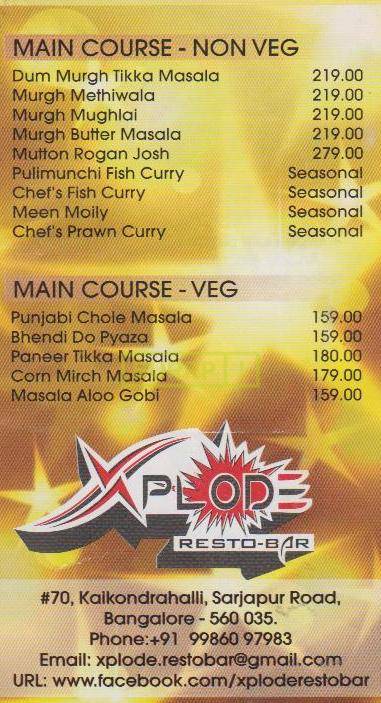 MAIN COURSE - NON VEG
Dum Murgh Tikka Masala 219.00
Murgh Methiwala 219.00
Murgh Mughlai 219.00
Murgh Butter Masala 219.00
Mutton Rogan Josh 279.00
Pulimunchi Fish Curry Seasonal
Chef's Fish Curry Seasonal
Meen Moily Seasonal
Chef's Prawn Curry Seasonal
MAIN COURSE - VEG
Punjabi Chole Masala 159.00
Bhendi Do Pyaza 159.00
Paneer Tikka Masala 180.00
Corn Mirch Masala 179.00
Masala Aloo Gobi 159.00
XPLODE
RESTO-BAR
#70, Kaikondrahalli, Sarjapur Road,
Bangalore - 560 035.
Phone:+91 99860 97983
Email: xplode.restobar@gmail.com
URL: www.facebook.com/xploderestobar